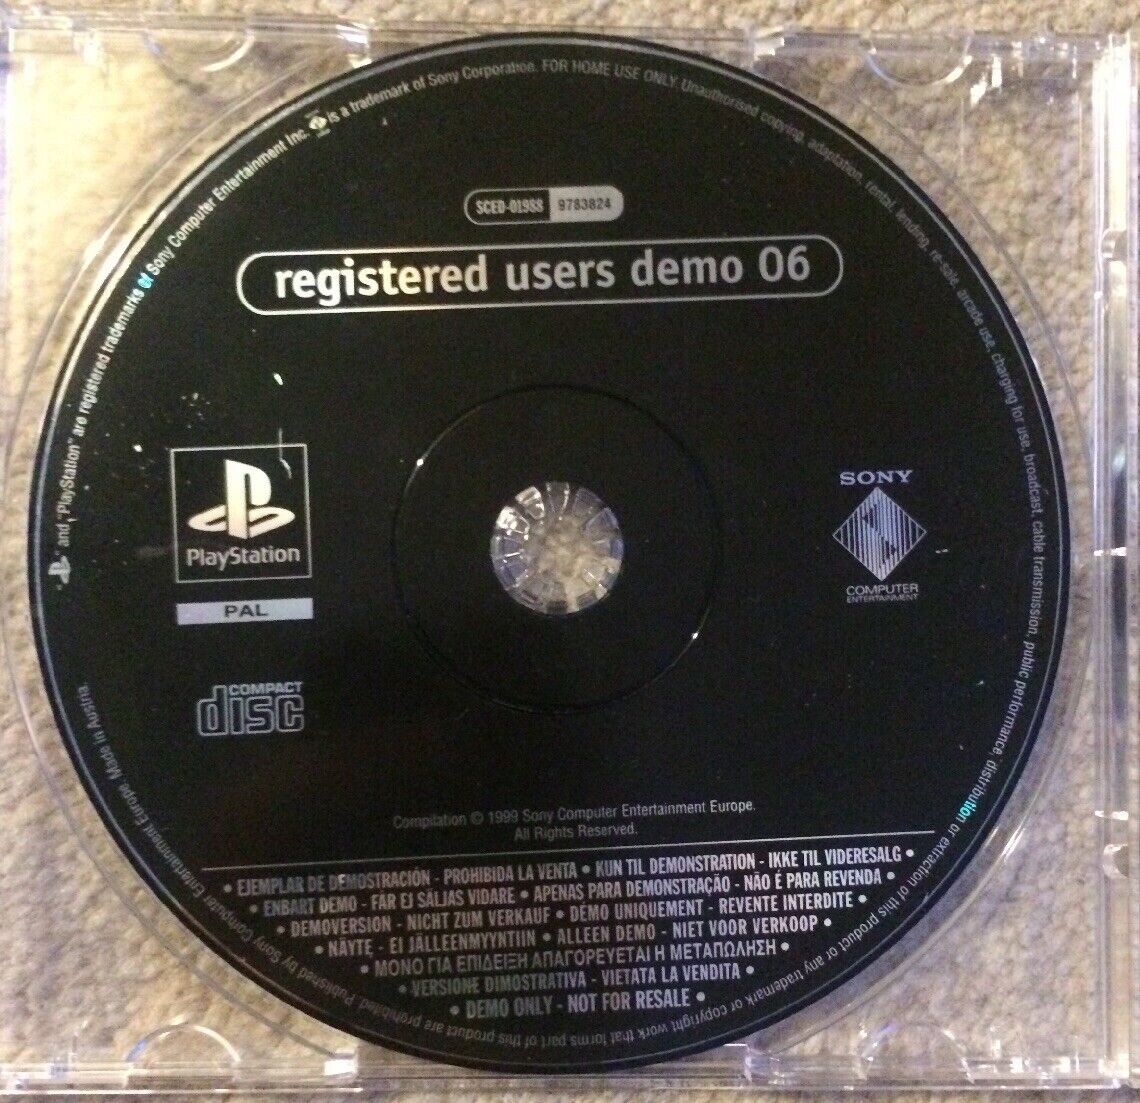 SCED-01988 9783824
registered users demo 06
PlayStation
PAL
COMPACT
disc
SONY
COMPUTER
ENTERTAINMENT
Compilation © 1999 Sony Computer Entertainment Europe.
All Rights Reserved.
• EJEMPLAR DE DEMOSTRACIÓN - PROHIBIDA LA VENTA • KUN TIL DEMONSTRATION - IKKE TIL VIDERESALG •
• ENBART DEMO - FÅR EJ SÄLJAS VIDARE • APENAS PARA DEMONSTRAÇÃO - NÃO É PARA REVENDA •
• DEMOVERSION - NICHT ZUM VERKAUF • DÉMO UNIQUEMENT - REVENTE INTERDITE •
• NÄYTE - EI JÄLLEENMYYNTIIN • ALLEEN DEMO - NIET VOOR VERKOOP •
• ΜΟΝΟ ΓΙΑ ΕΠΙΔΕΙΞΗ ΑΠΑΓΟΡΕΥΕΤΑΙ Η ΜΕΤΑΠΩΛΗΣΗ •
• VERSIONE DIMOSTRATIVA - VIETATA LA VENDITA •
• DEMO ONLY - NOT FOR RESALE •
" and "PlayStation" are registered trademarks of Sony Computer Entertainment Inc. is a trademark of Sony Corporation. FOR HOME USE ONLY. Unauthorised copying, adaptation, rental, lending, re-sale, arcade use, charging for use, broadcast, cable transmission, public performance, distribution or extraction of this product or any trademark or copyright work that forms part of this product are prohibited. Published by Sony Computer Entertainment Europe. Made in Austria.